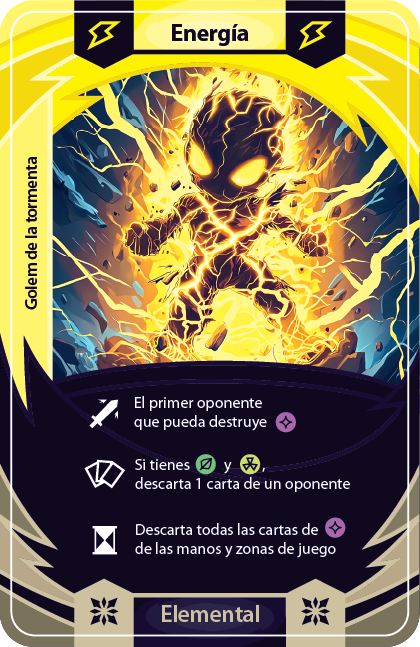 Energía
Golem de la tormenta
El primer oponente
que pueda destruye
Si tienes y ,
descarta 1 carta de un oponente
Descarta todas las cartas de
de las manos y zonas de juego
Elemental